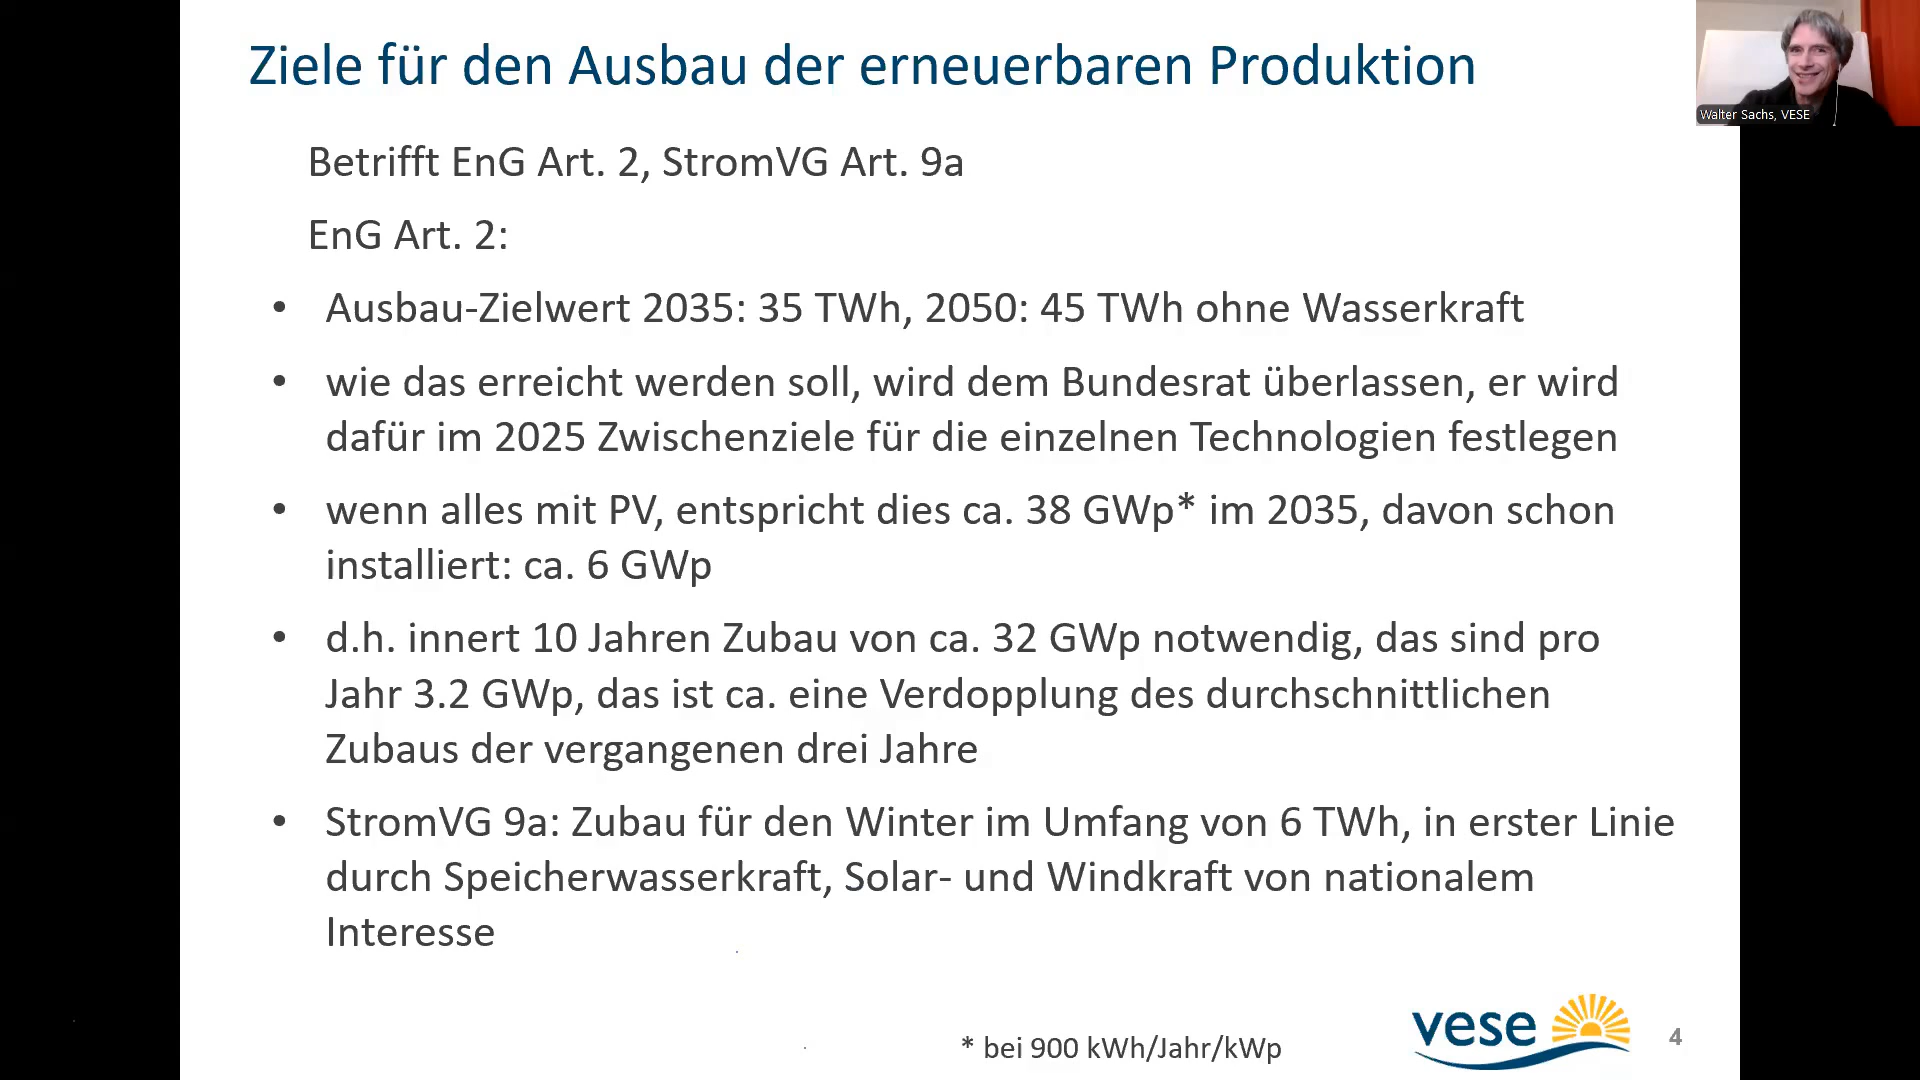 Ziele für den Ausbau der erneuerbaren Produktion
Walter Sachs, VESE
Betrifft EnG Art. 2, StromVG Art. 9a
EnG Art. 2:
• Ausbau-Zielwert 2035: 35 TWh, 2050: 45 TWh ohne Wasserkraft
• wie das erreicht werden soll, wird dem Bundesrat überlassen, er wird
dafür im 2025 Zwischenziele für die einzelnen Technologien festlegen
• wenn alles mit PV, entspricht dies ca. 38 GWp* im 2035, davon schon
installiert: ca. 6 GWp
• d.h. innert 10 Jahren Zubau von ca. 32 GWp notwendig, das sind pro
Jahr 3.2 GWp, das ist ca. eine Verdopplung des durchschnittlichen
Zubaus der vergangenen drei Jahre
• StromVG 9a: Zubau für den Winter im Umfang von 6 TWh, in erster Linie
durch Speicherwasserkraft, Solar- und Windkraft von nationalem
Interesse
* bei 900 kWh/Jahr/kWp
vese
4